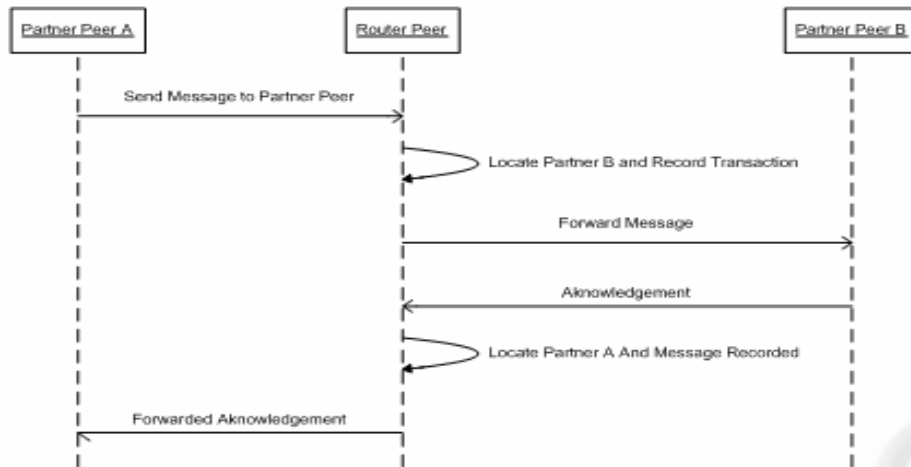 Partner Peer A
Router Peer
Partner Peer B
Send Message to Partner Peer
Locate Partner B and Record Transaction
Forward Message
Aknowledgement
Locate Partner A And Message Recorded
Forwarded Aknowledgement